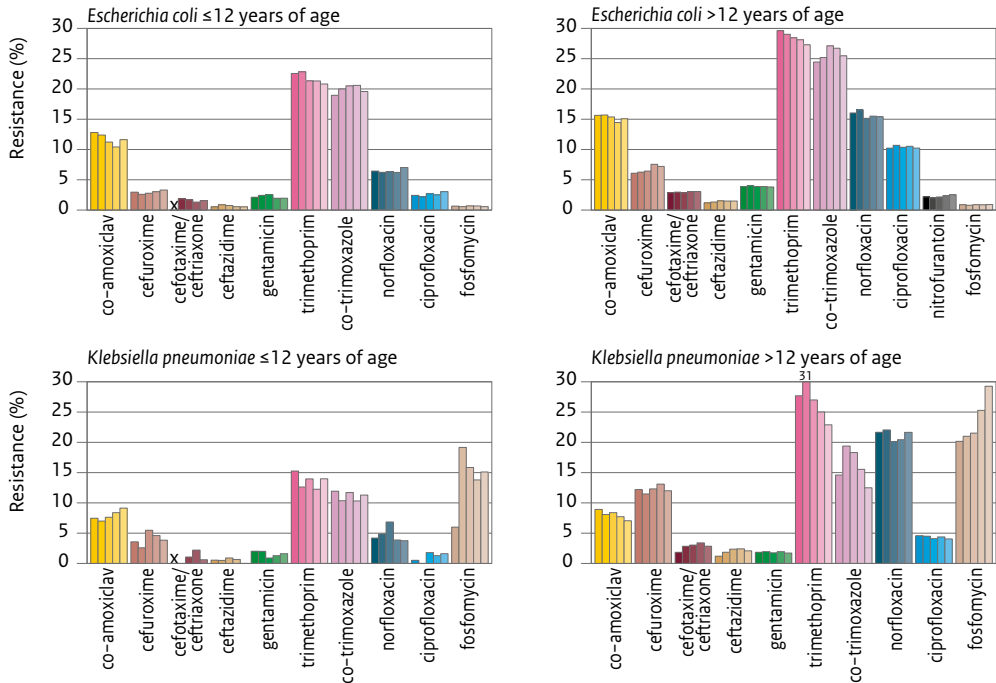 Escherichia coli ≤12 years of age
Resistance (%)
30
25
20
15
10
5
0
x
co-amoxiclav
cefuroxime
cefotaxime/
ceftriaxone
ceftazidime
gentamicin
trimethoprim
co-trimoxazole
norfloxacin
ciprofloxacin
fosfomycin
Escherichia coli >12 years of age
30
25
20
15
10
5
0
co-amoxiclav
cefuroxime
cefotaxime/
ceftriaxone
ceftazidime
gentamicin
trimethoprim
co-trimoxazole
norfloxacin
ciprofloxacin
nitrofurantoin
fosfomycin
Klebsiella pneumoniae ≤12 years of age
Resistance (%)
30
25
20
15
10
5
0
x
co-amoxiclav
cefuroxime
cefotaxime/
ceftriaxone
ceftazidime
gentamicin
trimethoprim
co-trimoxazole
norfloxacin
ciprofloxacin
fosfomycin
Klebsiella pneumoniae >12 years of age
31
30
25
20
15
10
5
0
co-amoxiclav
cefuroxime
cefotaxime/
ceftriaxone
ceftazidime
gentamicin
trimethoprim
co-trimoxazole
norfloxacin
ciprofloxacin
fosfomycin